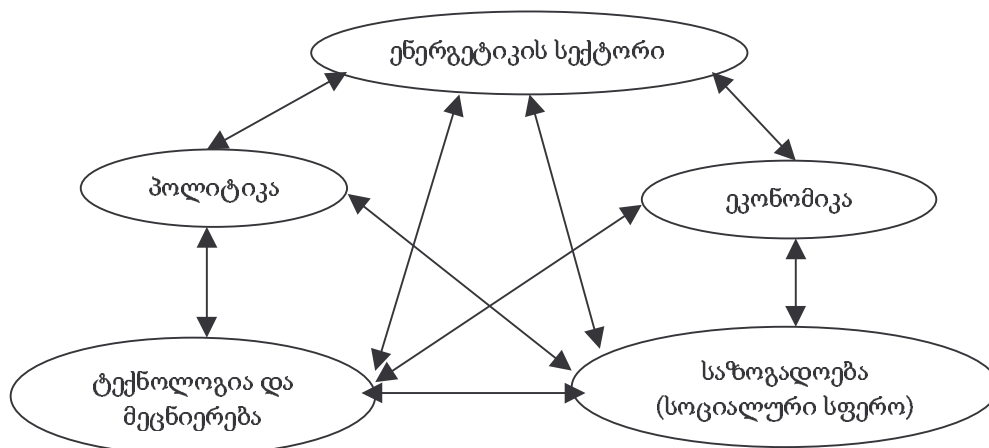 ენერგეტიკის სექტორი
პოლიტიკა
ეკონომიკა
ტექნოლოგია და
მეცნიერება
საზოგადოება
(სოციალური სფერო)